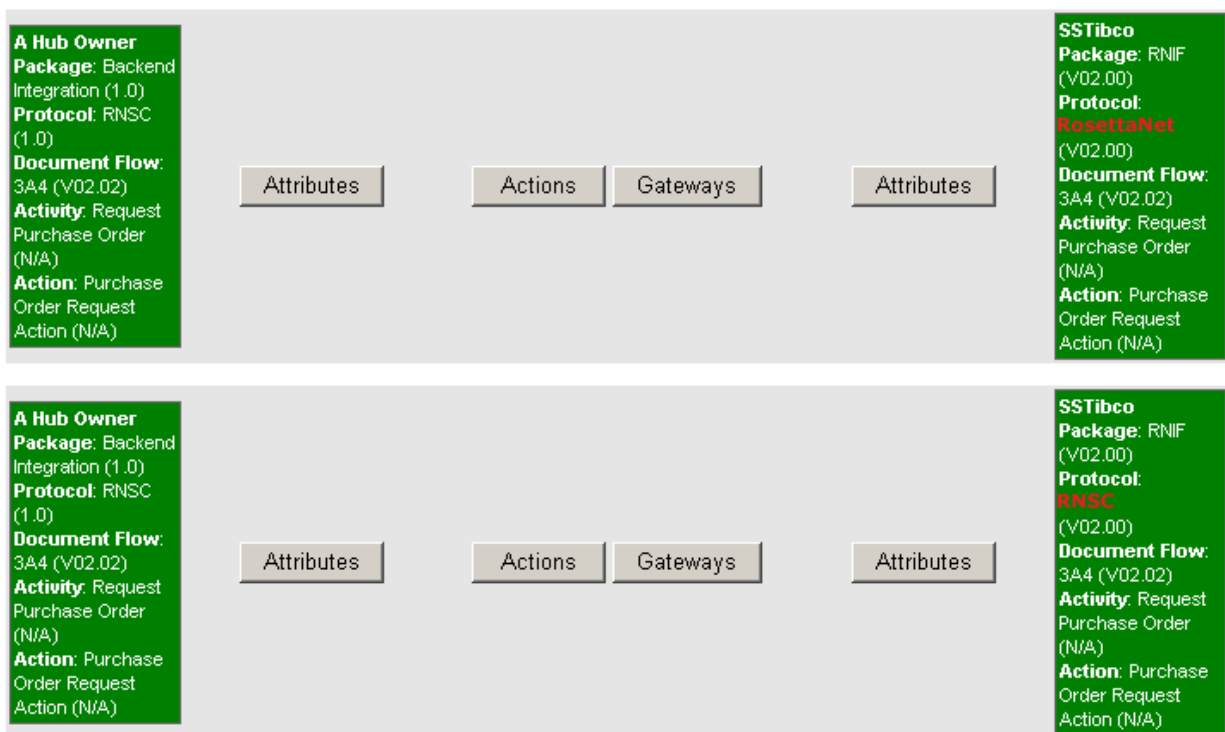 A Hub Owner
Package: Backend
Integration (1.0)
Protocol: RNSC
(1.0)
Document Flow:
3A4 (V02.02)
Activity: Request
Purchase Order
(N/A)
Action: Purchase
Order Request
Action (N/A)
Attributes
Actions
Gateways
Attributes
SSTibco
Package: RNIF
(V02.00)
Protocol:
RosettaNet
(V02.00)
Document Flow:
3A4 (V02.02)
Activity: Request
Purchase Order
(N/A)
Action: Purchase
Order Request
Action (N/A)
A Hub Owner
Package: Backend
Integration (1.0)
Protocol: RNSC
(1.0)
Document Flow:
3A4 (V02.02)
Activity: Request
Purchase Order
(N/A)
Action: Purchase
Order Request
Action (N/A)
Attributes
Actions
Gateways
Attributes
SSTibco
Package: RNIF
(V02.00)
Protocol:
RNSC
(V02.00)
Document Flow:
3A4 (V02.02)
Activity: Request
Purchase Order
(N/A)
Action: Purchase
Order Request
Action (N/A)